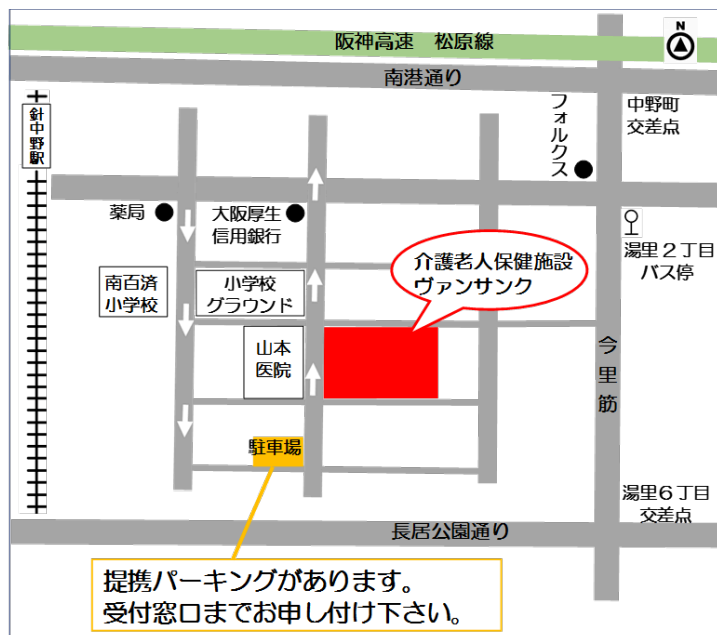 阪神高速 松原線
N
南港通り
針中野駅
フォルクス
中野町
交差点
薬局
大阪厚生
信用銀行
湯里２丁目
バス停
南百済
小学校
小学校
グラウンド
介護老人保健施設
ヴァンサンク
山本
医院
今里筋
駐車場
湯里６丁目
交差点
長居公園通り
提携パーキングがあります。
受付窓口までお申し付け下さい。